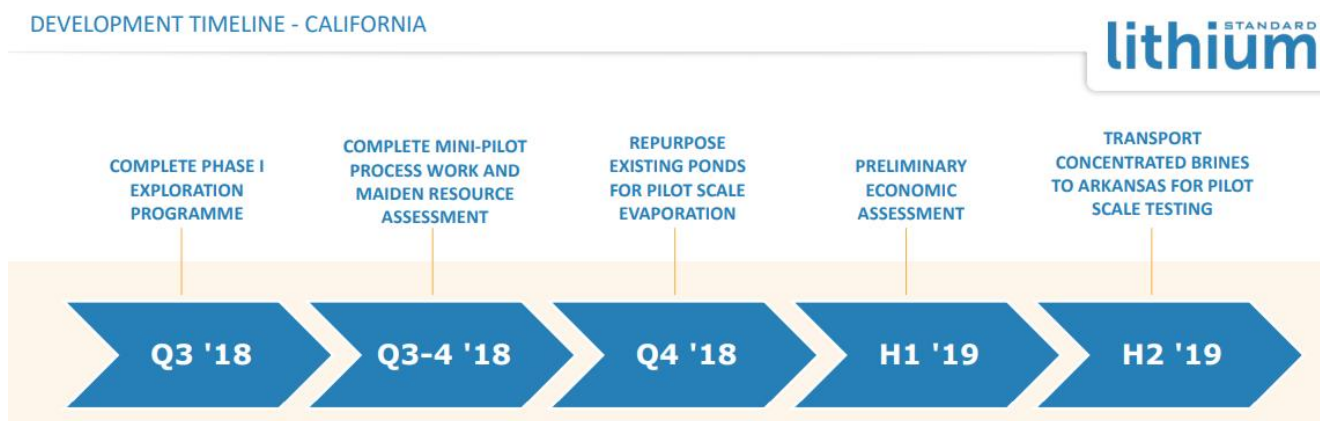 DEVELOPMENT TIMELINE - CALIFORNIA
STANDARD
lithium
COMPLETE PHASE I
EXPLORATION
PROGRAMME
COMPLETE MINI-PILOT
PROCESS WORK AND
MAIDEN RESOURCE
ASSESSMENT
REPURPOSE
EXISTING PONDS
FOR PILOT SCALE
EVAPORATION
PRELIMINARY
ECONOMIC
ASSESSMENT
TRANSPORT
CONCENTRATED BRINES
TO ARKANSAS FOR PILOT
SCALE TESTING
Q3 '18
Q3-4 '18
Q4 '18
H1 '19
H2 '19